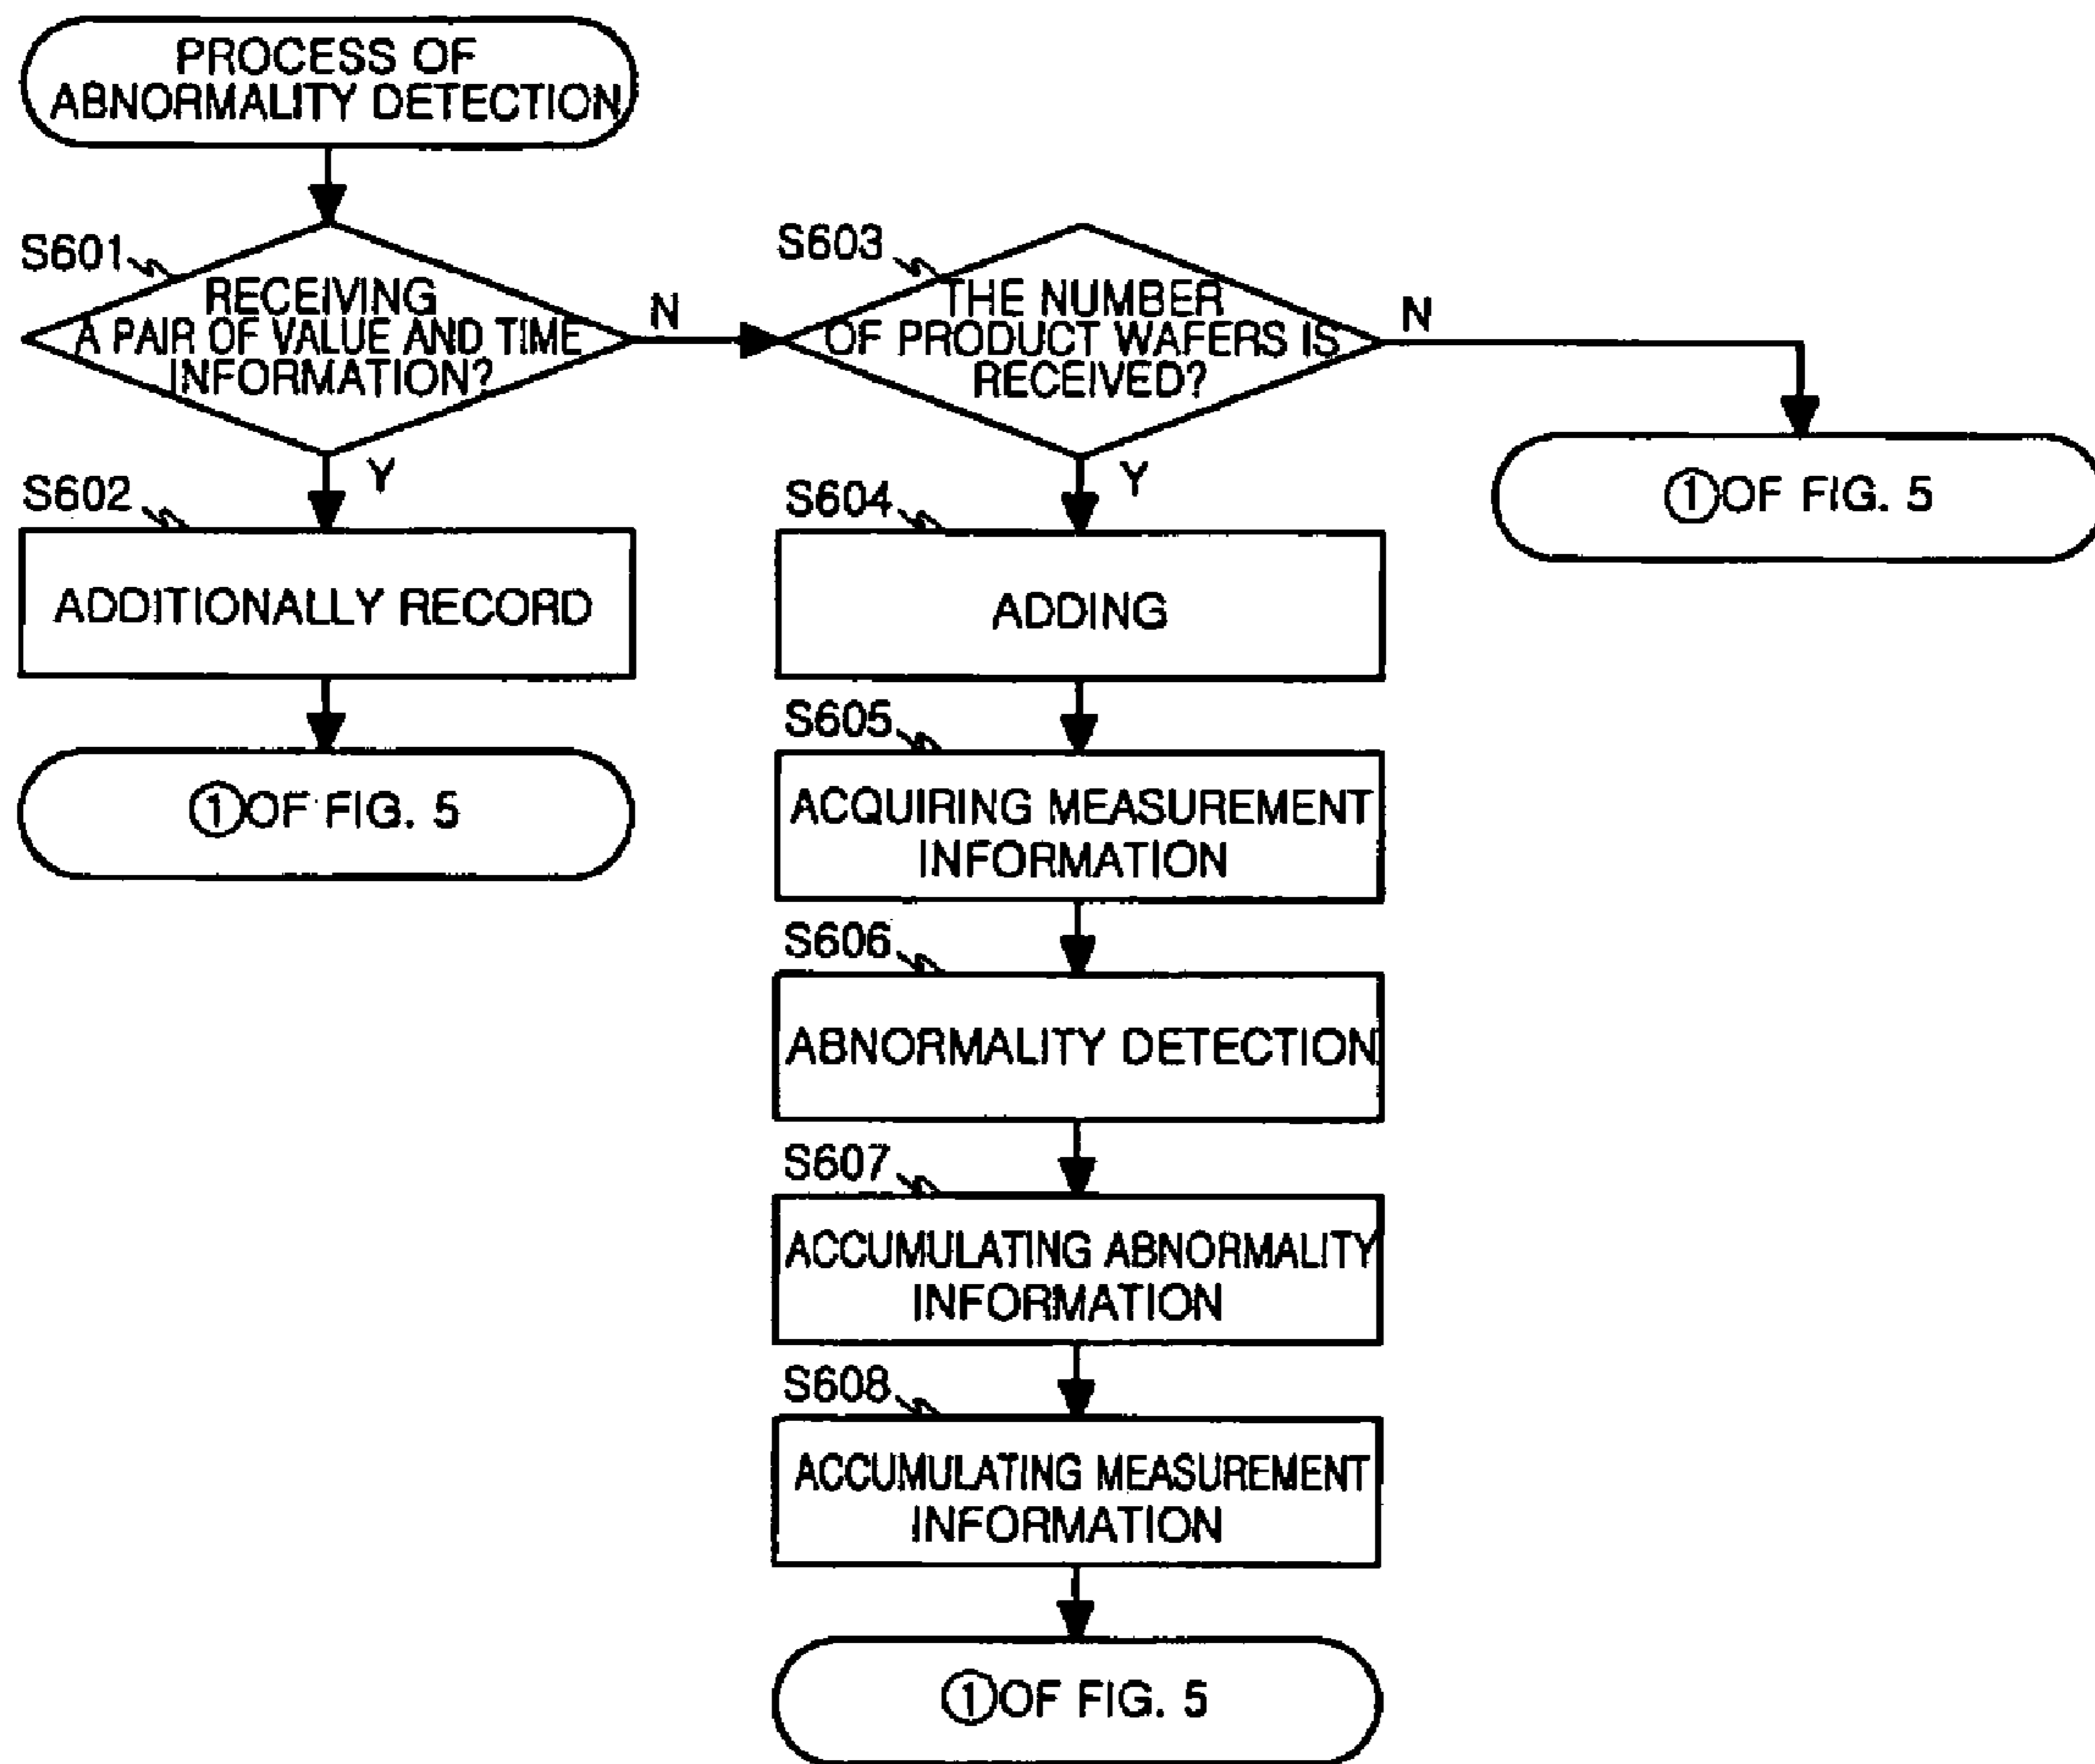 PROCESS OF
ABNORMALITY DETECTION
S601
RECEIVING
A PAIR OF VALUE AND TIME
INFORMATION?
N
Y
S602
ADDITIONALLY RECORD
①OF FIG. 5
S603
THE NUMBER
OF PRODUCT WAFERS IS
RECEIVED?
N
①OF FIG. 5
Y
S604
ADDING
S605
ACQUIRING MEASUREMENT
INFORMATION
S606
ABNORMALITY DETECTION
S607
ACCUMULATING ABNORMALITY
INFORMATION
S608
ACCUMULATING MEASUREMENT
INFORMATION
①OF FIG. 5